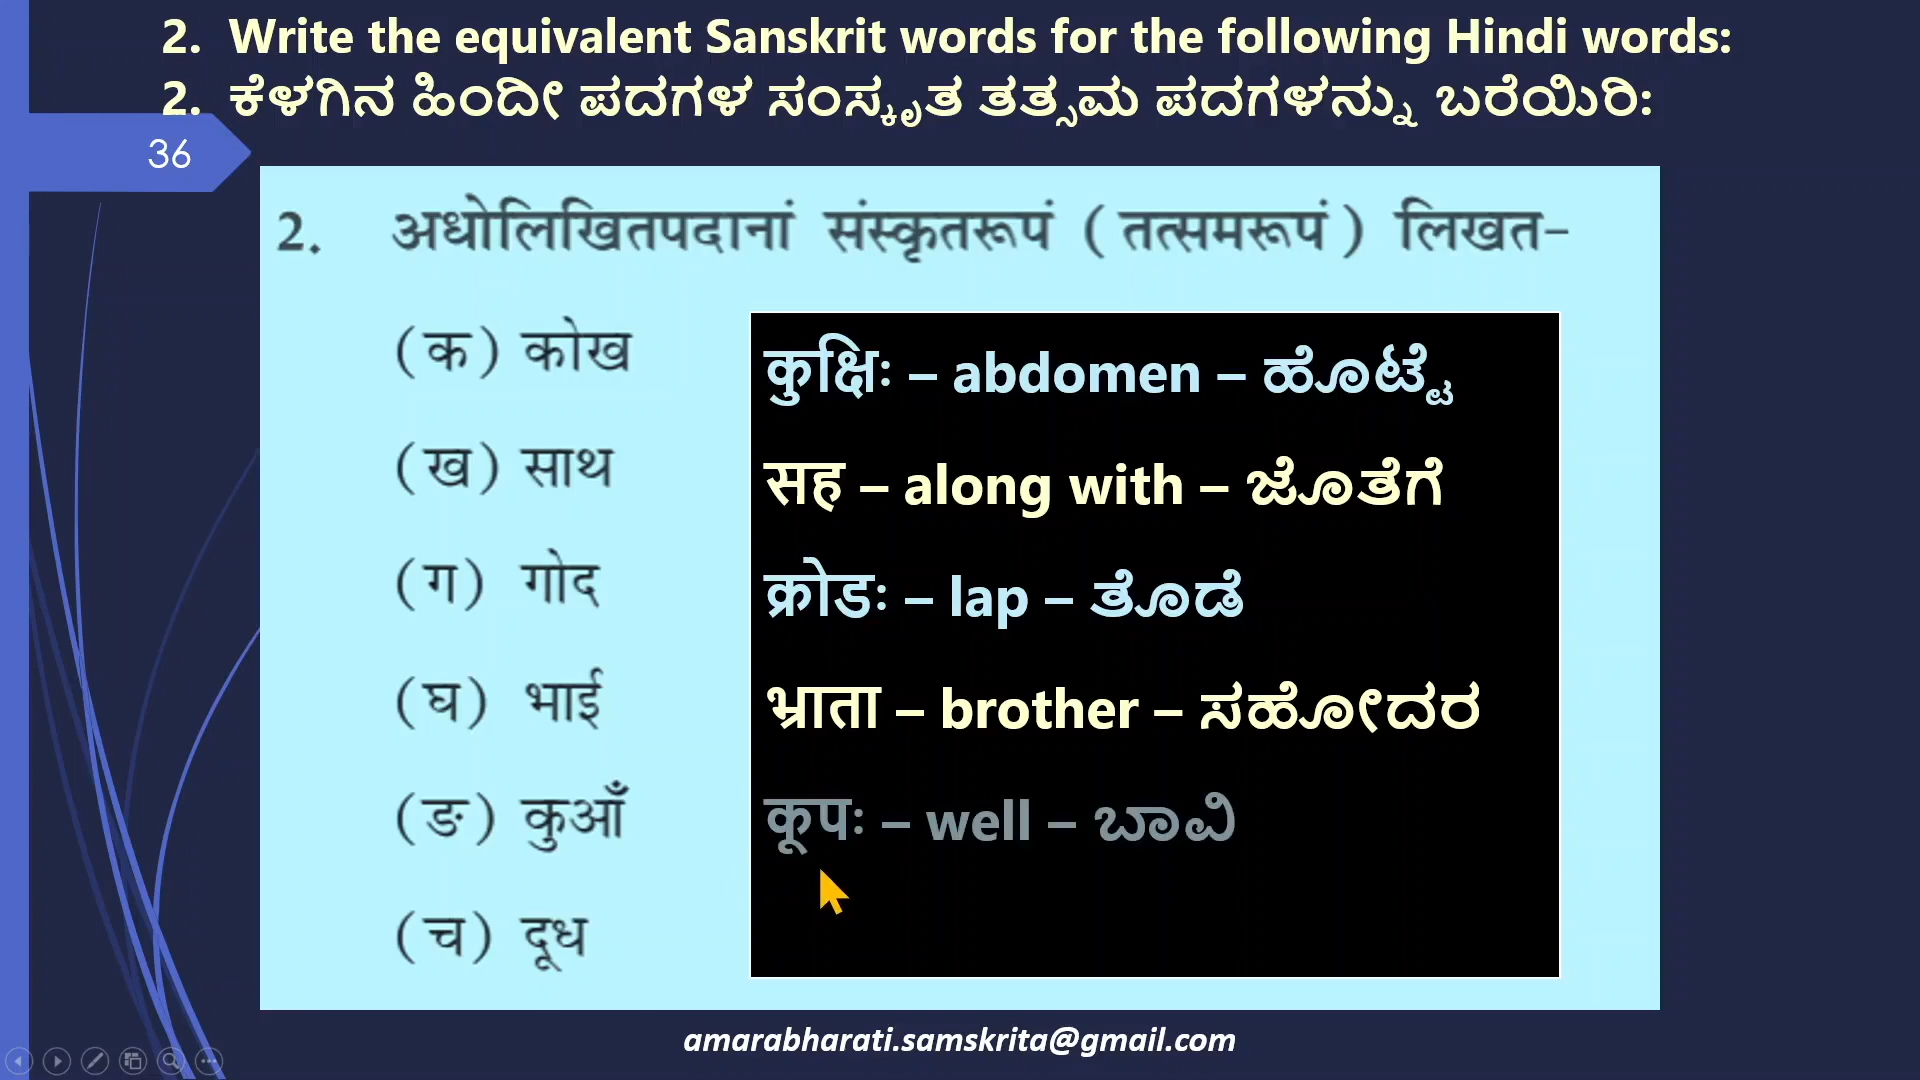 2. Write the equivalent Sanskrit words for the following Hindi words:
2. ಕೆಳಗಿನ ಹಿಂದೀ ಪದಗಳ ಸಂಸ್ಕೃತ ತತ್ಸಮ ಪದಗಳನ್ನು ಬರೆಯಿರಿ:
36
2. अधोलिखितपदानां संस्कृतरूपं (तत्समरूपं) लिखत-
(क) कोख
कुक्षिः – abdomen – ಹೊಟ್ಟೆ
(ख) साथ
सह – along with – ಜೊತೆಗೆ
(ग) गोद
क्रोडः – lap – ತೊಡೆ
(घ) भाई
भ्राता – brother – ಸಹೋದರ
(ङ) कुआँ
कूपः – well – ಬಾವಿ
(च) दूध
amarabharati.samskrita@gmail.com